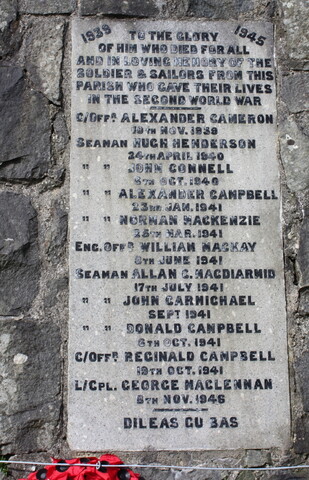 1939 1945
TO THE GLORY
OF HIM WHO DIED FOR ALL
AND IN LOVING MEMORY OF THE
SOLDIER & SAILORS FROM THIS
PARISH WHO GAVE THEIR LIVES
IN THE SECOND WORLD WAR
C/OFFR ALEXANDER CAMERON
19TH NOV. 1939
SEAMAN HUGH HENDERSON
24TH APRIL 1940
" " JOHN CONNELL
6TH OCT. 1940
" " ALEXANDER CAMPBELL
23RD JAN. 1941
" " NORMAN MACKENZIE
25TH MAR. 1941
ENG. OFFR WILLIAM MACKAY
8TH JUNE 1941
SEAMAN ALLAN C. MACDIARMID
17TH JULY 1941
" " JOHN CARMICHAEL
SEPT 1941
" " DONALD CAMPBELL
6TH OCT. 1941
C/OFFR REGINALD CAMPBELL
19TH OCT. 1941
L/CPL. GEORGE MACLENNAN
8TH NOV. 1946
DILEAS GU BAS